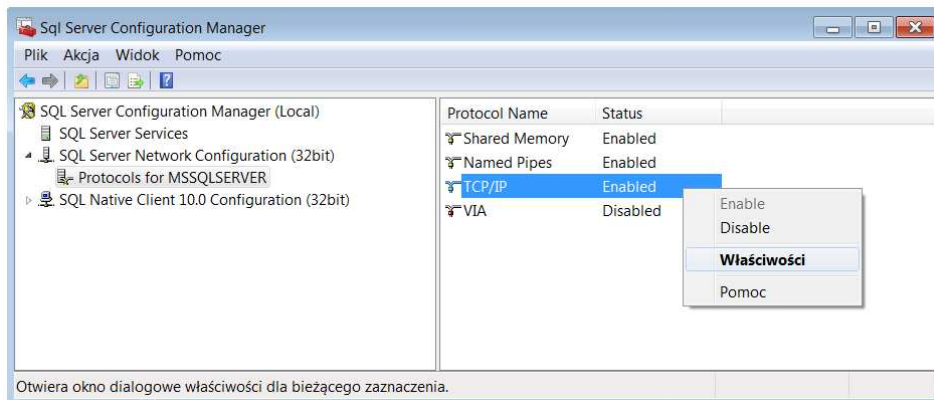 Sql Server Configuration Manager
Plik Akcja Widok Pomoc
SQL Server Configuration Manager (Local)
SQL Server Services
SQL Server Network Configuration (32bit)
Protocols for MSSQLSERVER
SQL Native Client 10.0 Configuration (32bit)
Protocol Name Status
Shared Memory Enabled
Named Pipes Enabled
TCP/IP Enabled
VIA Disabled
Enable
Disable
Właściwości
Pomoc
Otwiera okno dialogowe właściwości dla bieżącego zaznaczenia.